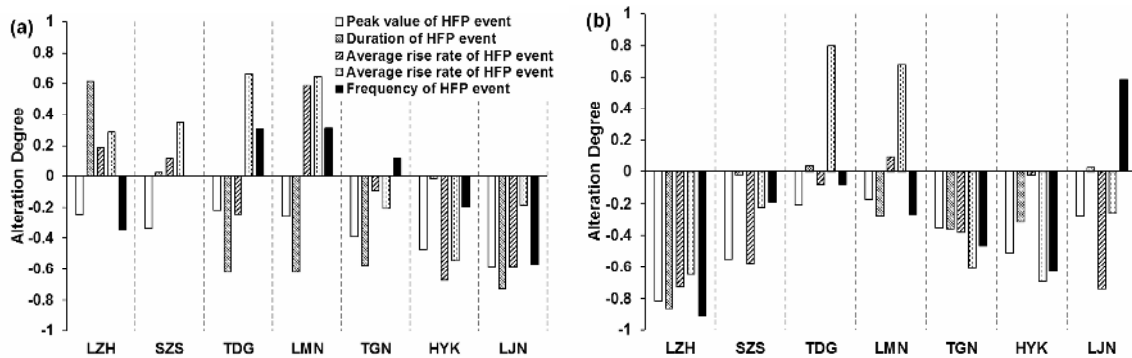 (a)
Peak value of HFP event
Duration of HFP event
Average rise rate of HFP event
Average rise rate of HFP event
Frequency of HFP event
Alteration Degree
1
0.8
0.6
0.4
0.2
0
-0.2
-0.4
-0.6
-0.8
-1
LZH SZS TDG LMN TGN HYK LJN
(b)
Alteration Degree
1
0.8
0.6
0.4
0.2
0
-0.2
-0.4
-0.6
-0.8
-1
LZH SZS TDG LMN TGN HYK LJN